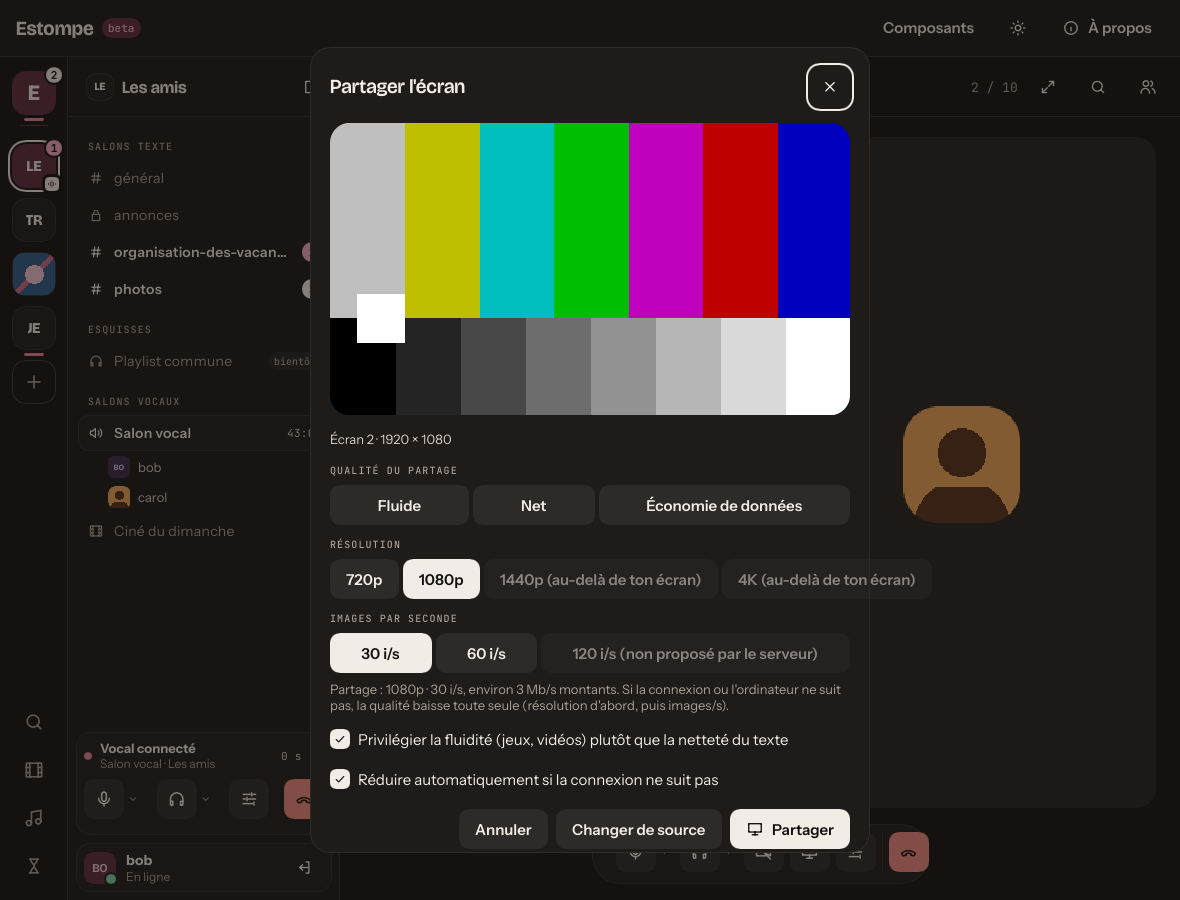 Estompe beta
Composants
À propos
E
2
LE
1
TR
JE
LE Les amis
2 / 10
SALONS TEXTE
général
annonces
organisation-des-vacan...
photos
ESQUISSES
Playlist commune
SALONS VOCAUX
Salon vocal
BO bob
carol
Ciné du dimanche
Vocal connecté
Salon vocal · Les amis
0 s
BO
bob
En ligne
Partager l'écran
Écran 2 · 1920 × 1080
QUALITÉ DU PARTAGE
Fluide
Net
Économie de données
RÉSOLUTION
720p
1080p
1440p (au-delà de ton écran)
4K (au-delà de ton écran)
IMAGES PAR SECONDE
30 i/s
60 i/s
120 i/s (non proposé par le serveur)
Partage : 1080p · 30 i/s, environ 3 Mb/s montants. Si la connexion ou l'ordinateur ne suit
pas, la qualité baisse toute seule (résolution d'abord, puis images/s).
Privilégier la fluidité (jeux, vidéos) plutôt que la netteté du texte
Réduire automatiquement si la connexion ne suit pas
Annuler
Changer de source
Partager